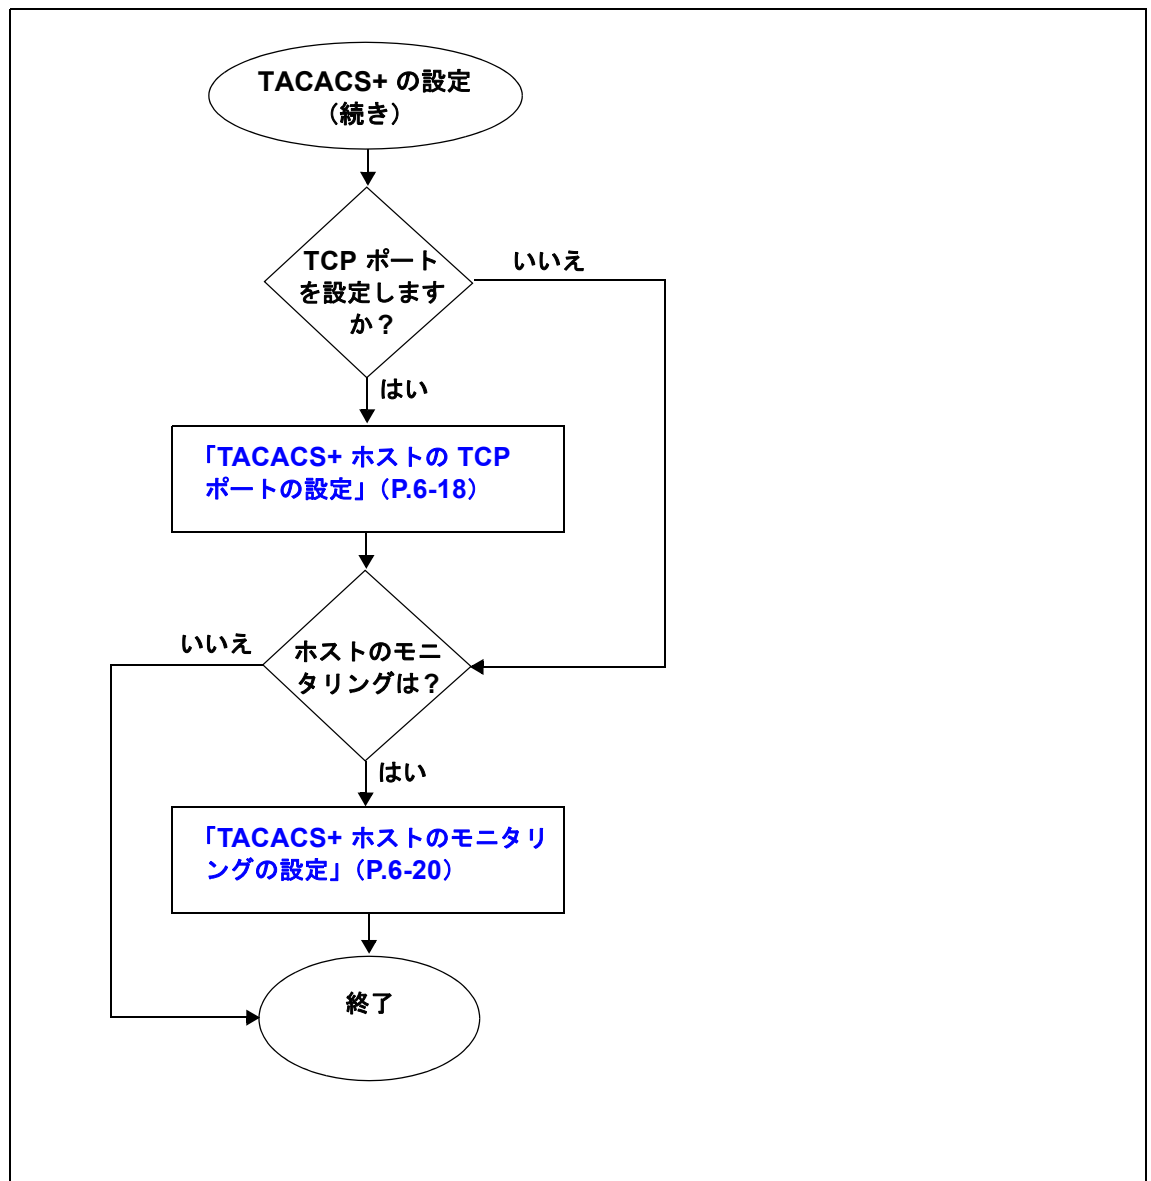 TACACS+ の設定
（続き）
TCP ポート
を設定します
か？
いいえ
はい
「TACACS+ ホストの TCP
ポートの設定」（P.6-18）
いいえ
ホストのモニ
タリングは？
はい
「TACACS+ ホストのモニタリ
ングの設定」（P.6-20）
終了